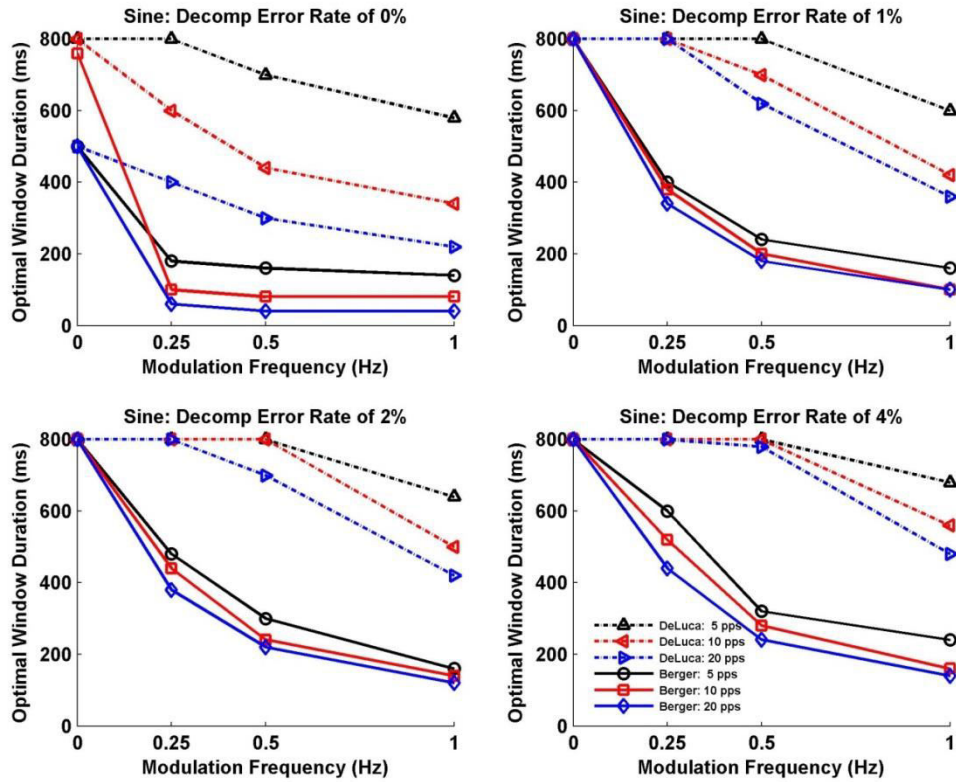 Sine: Decomp Error Rate of 0%
Optimal Window Duration (ms)
800
600
400
200
0
0 0.25 0.5 1
Modulation Frequency (Hz)
Sine: Decomp Error Rate of 1%
Optimal Window Duration (ms)
800
600
400
200
0
0 0.25 0.5 1
Modulation Frequency (Hz)
Sine: Decomp Error Rate of 2%
Optimal Window Duration (ms)
800
600
400
200
0
0 0.25 0.5 1
Modulation Frequency (Hz)
Sine: Decomp Error Rate of 4%
Optimal Window Duration (ms)
800
600
400
200
0
DeLuca: 5 pps
DeLuca: 10 pps
DeLuca: 20 pps
Berger: 5 pps
Berger: 10 pps
Berger: 20 pps
0 0.25 0.5 1
Modulation Frequency (Hz)